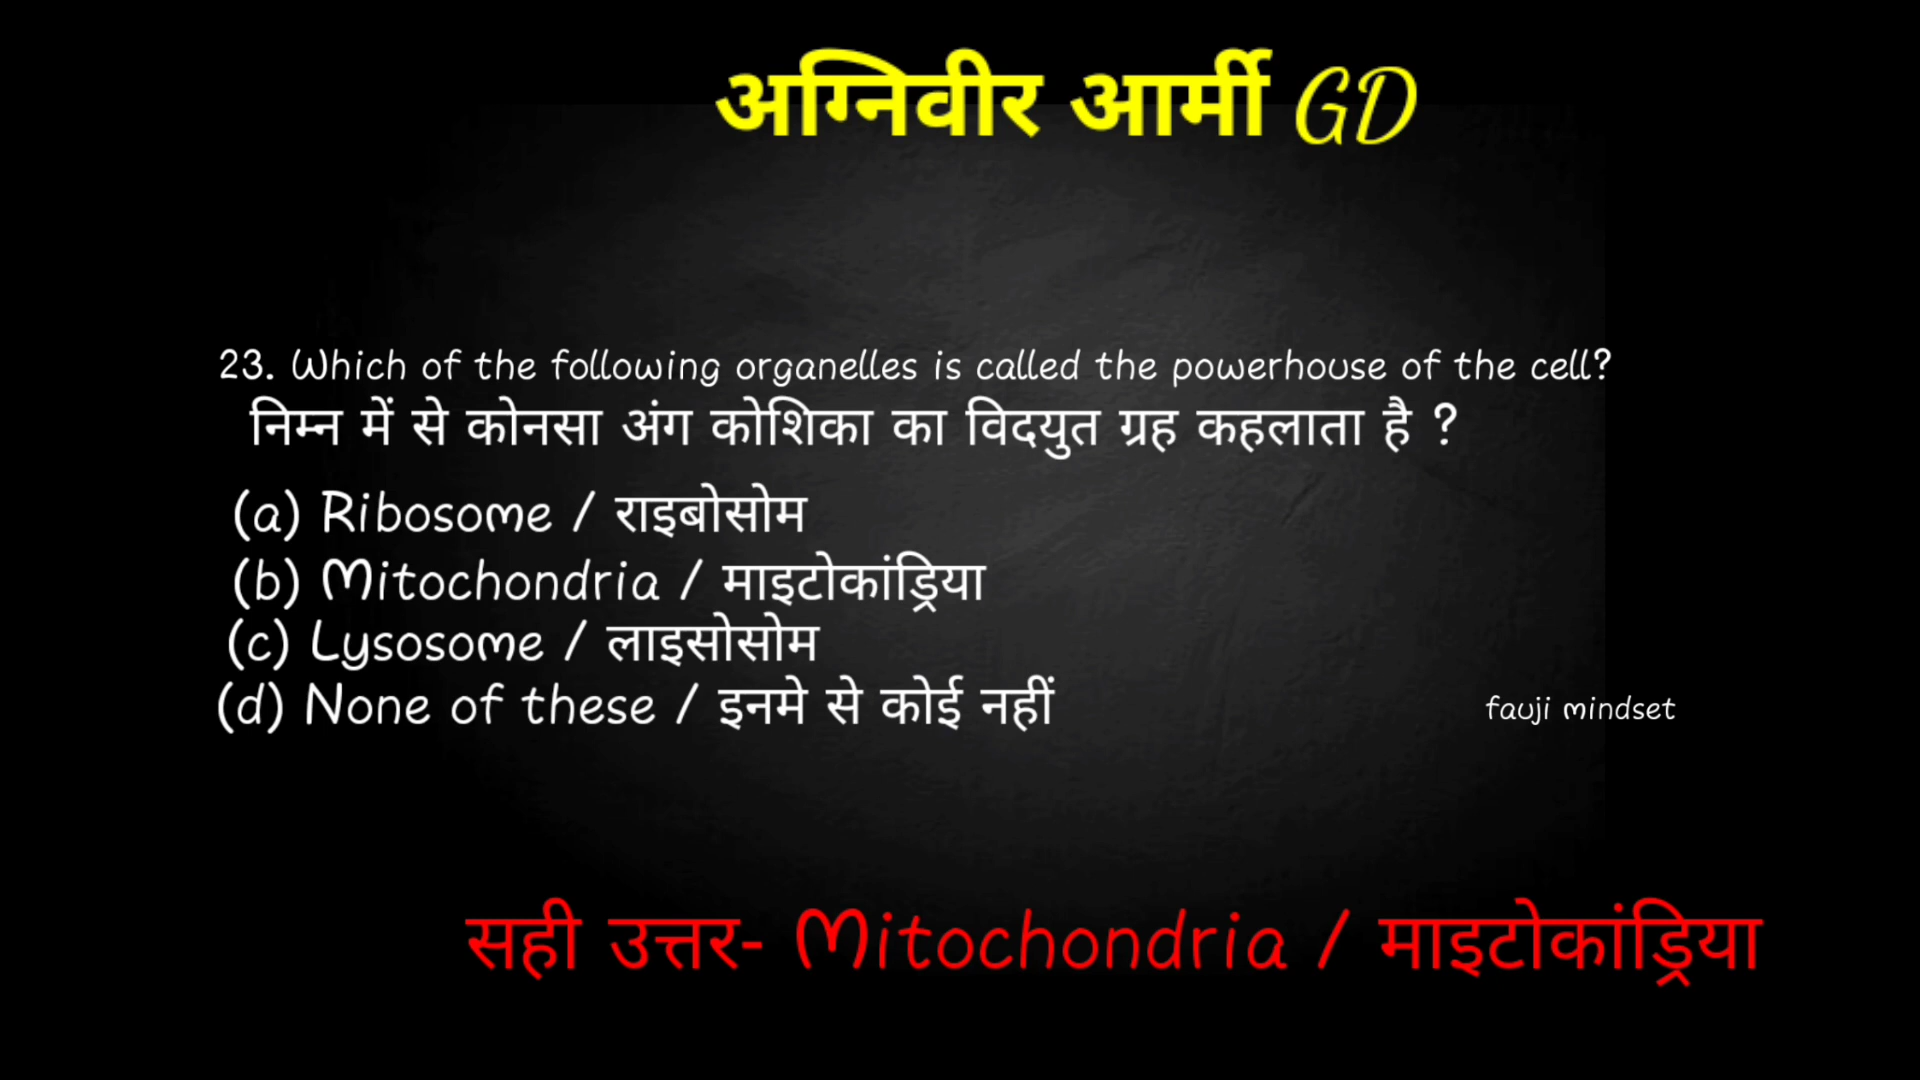 अग्निवीर आर्मी GD
23. Which of the following organelles is called the powerhouse of the cell?
निम्न में से कोनसा अंग कोशिका का विदयुत ग्रह कहलाता है ?
(a) Ribosome / राइबोसोम
(b) Mitochondria / माइटोकांड्रिया
(c) Lysosome / लाइसोसोम
(d) None of these / इनमे से कोई नहीं
fauji mindset
सही उत्तर- Mitochondria / माइटोकांड्रिया